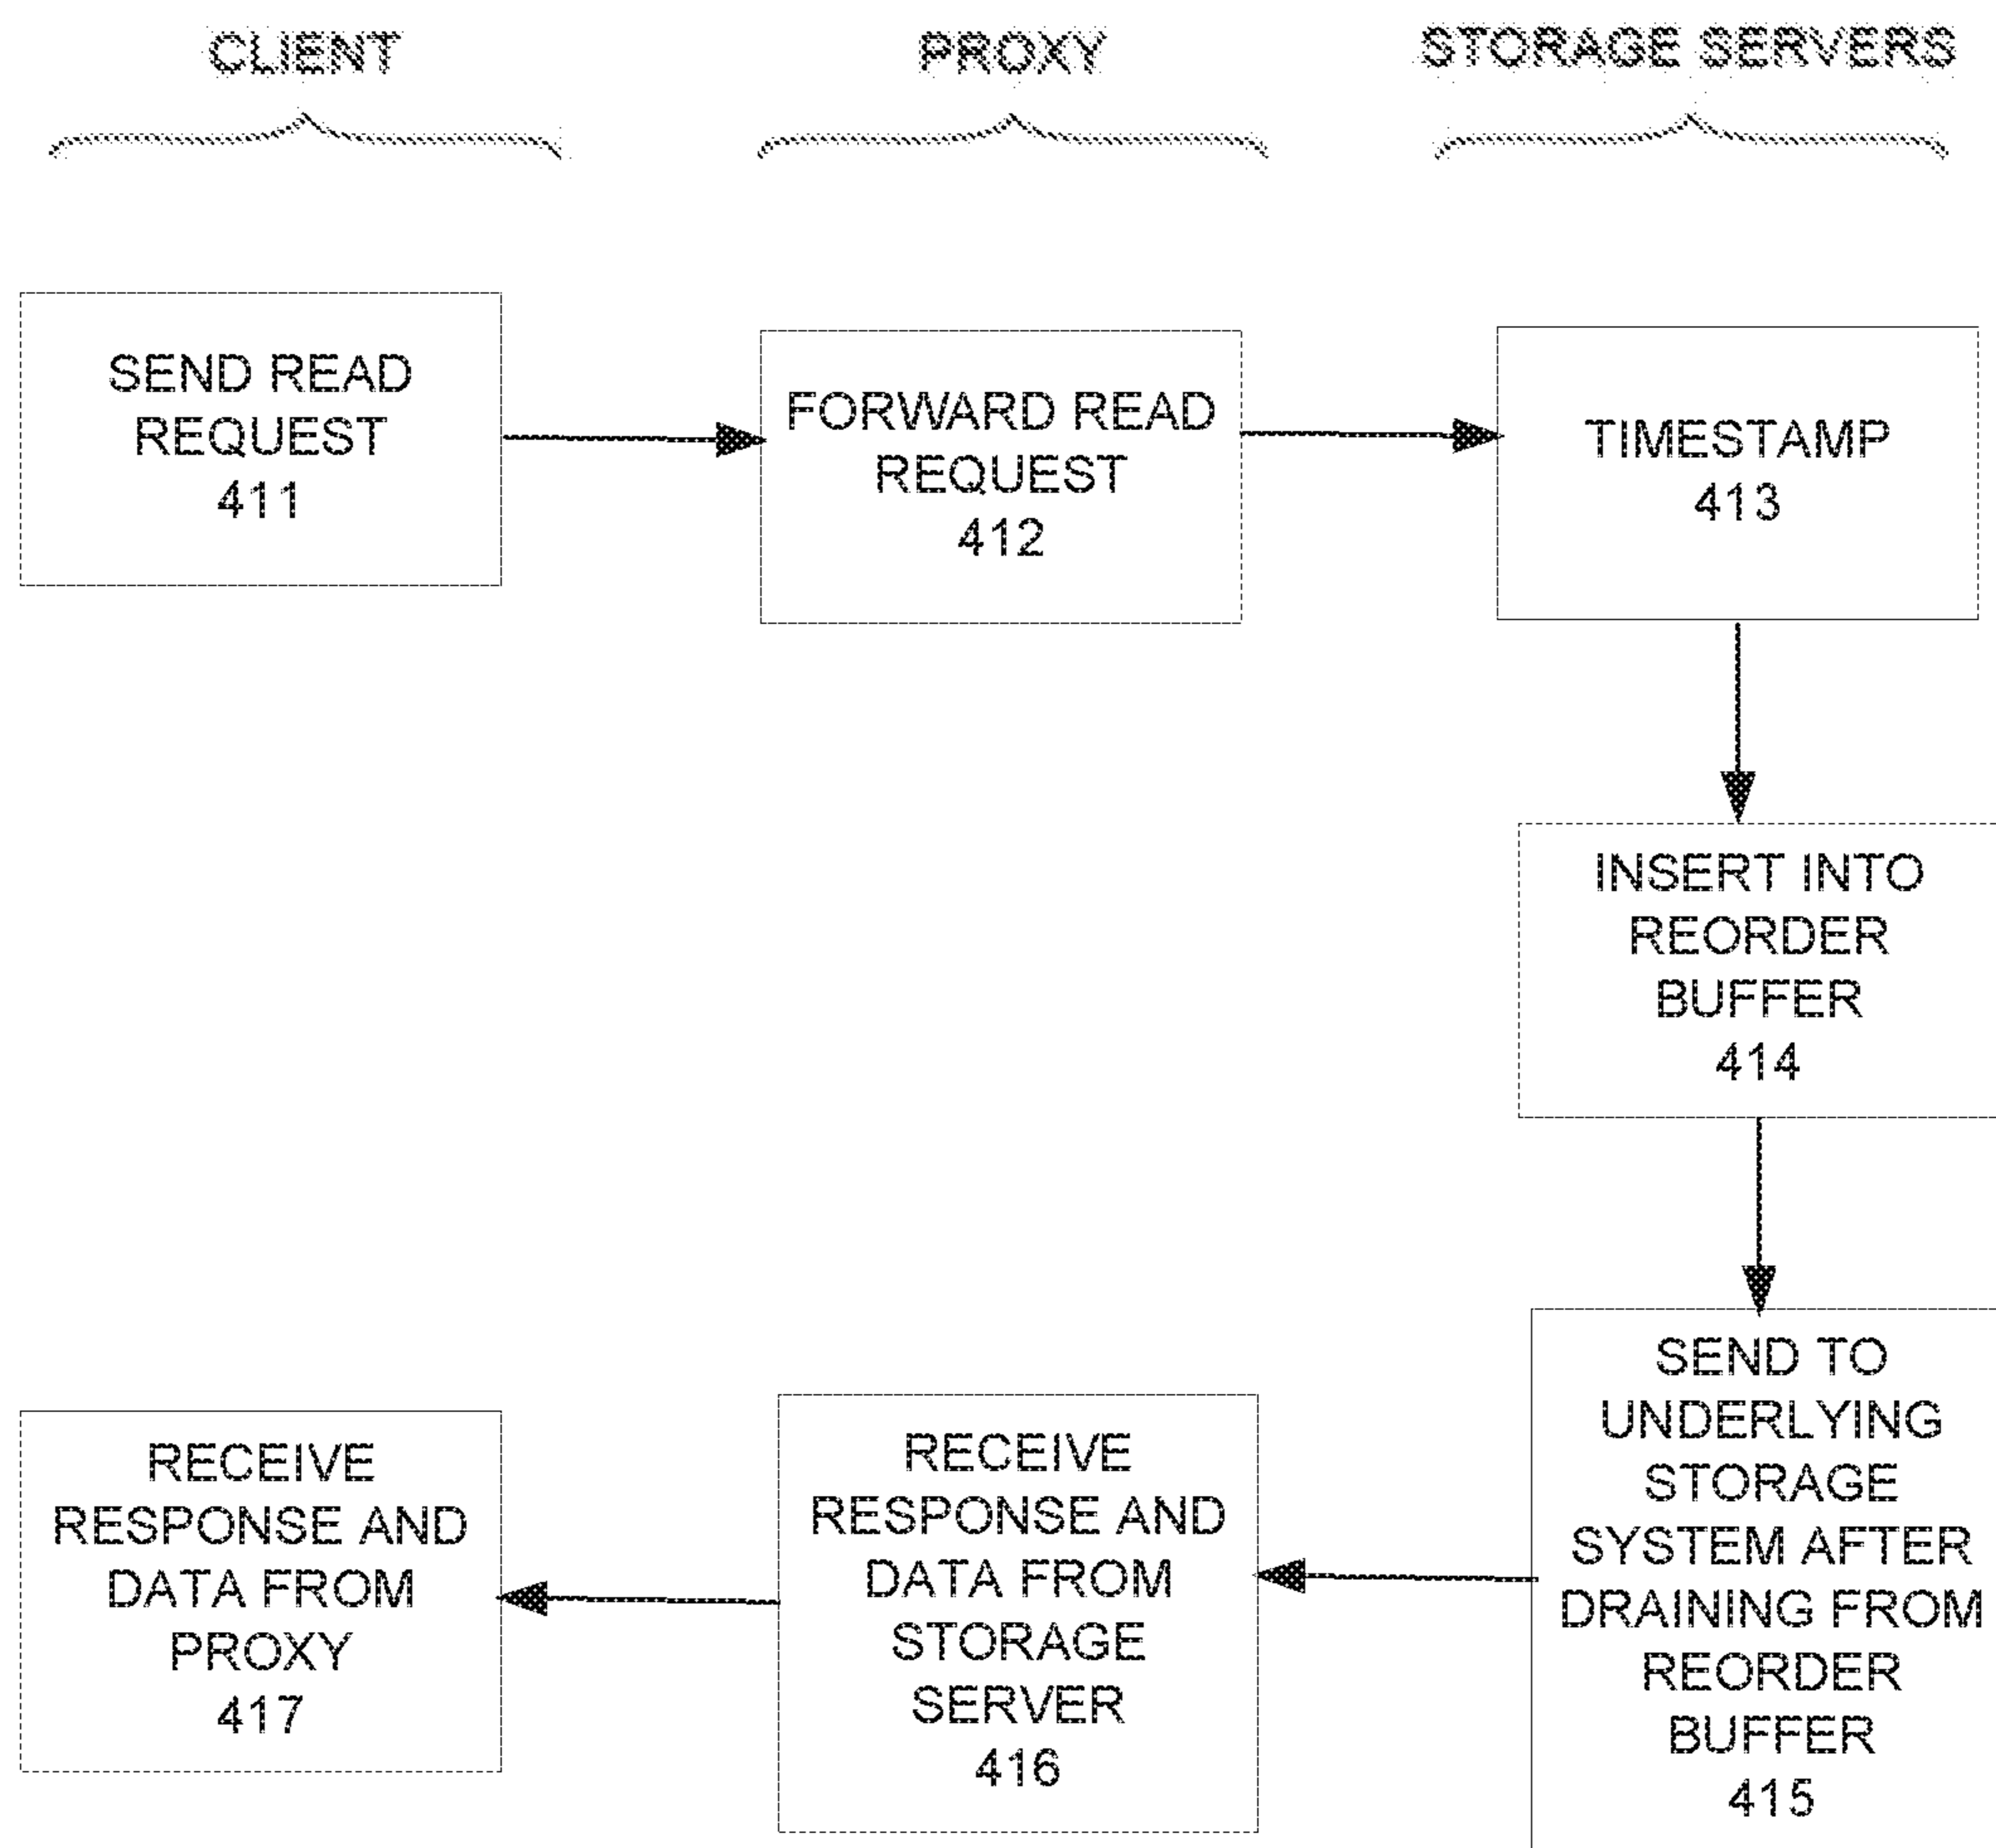 CLIENT
PROXY
STORAGE SERVERS
SEND READ
REQUEST
411
FORWARD READ
REQUEST
412
TIMESTAMP
413
INSERT INTO
REORDER
BUFFER
414
SEND TO
UNDERLYING
STORAGE
SYSTEM AFTER
DRAINING FROM
REORDER
BUFFER
415
RECEIVE
RESPONSE AND
DATA FROM
STORAGE
SERVER
416
RECEIVE
RESPONSE AND
DATA FROM
PROXY
417